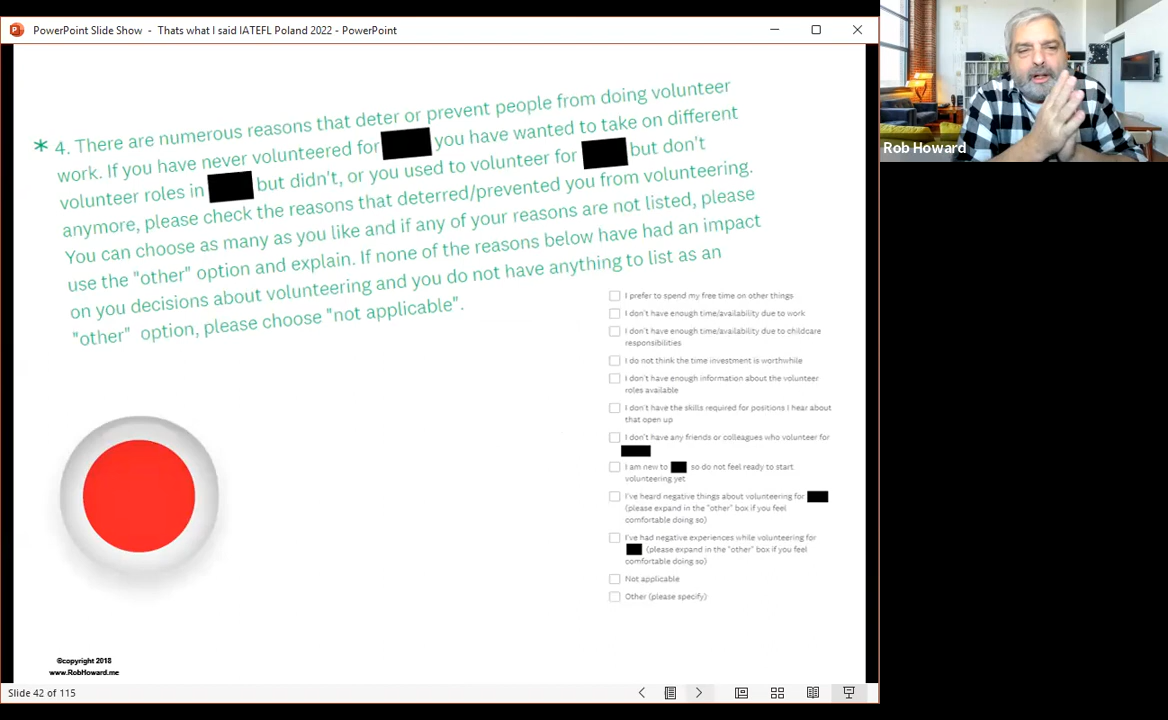 PowerPoint Slide Show - Thats what I said IATEFL Poland 2022 - PowerPoint
Rob Howard
* 4. There are numerous reasons that deter or prevent people from doing volunteer
work. If you have never volunteered for you have wanted to take on different
volunteer roles in but didn't, or you used to volunteer for but don't
anymore, please check the reasons that deterred/prevented you from volunteering.
You can choose as many as you like and if any of your reasons are not listed, please
use the "other" option and explain. If none of the reasons below have had an impact
on you decisions about volunteering and you do not have anything to list as an
"other" option, please choose "not applicable".
I prefer to spend my free time on other things
I don't have enough time/availability due to work
I don't have enough time/availability due to childcare
responsibilities
I do not think the time investment is worthwhile
I don't have enough information about the volunteer
roles available
I don't have the skills required for positions I hear about
that open up
I don't have any friends or colleagues who volunteer for
I am new to so do not feel ready to start
volunteering yet
I've heard negative things about volunteering for
(please expand in the "other" box if you feel
comfortable doing so)
I've had negative experiences while volunteering for
(please expand in the "other" box if you feel
comfortable doing so)
Not applicable
Other (please specify)
©copyright 2018
www.RobHoward.me
Slide 42 of 115